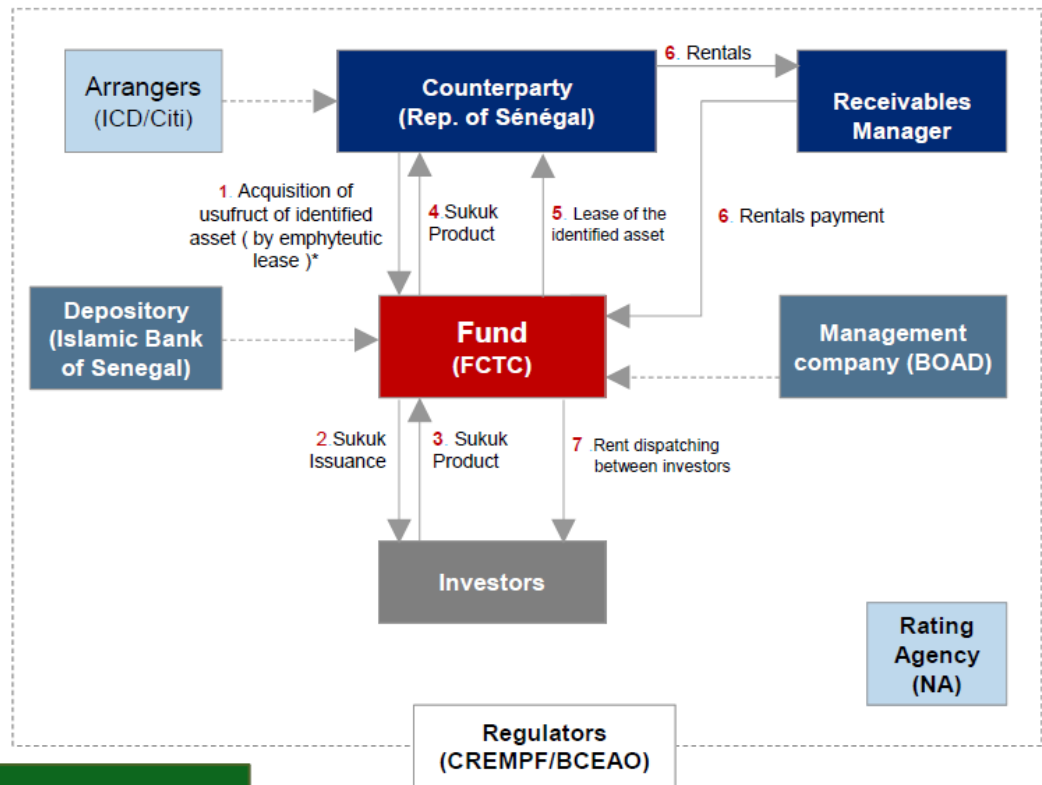 Arrangers
(ICD/Citi)
Counterparty
(Rep. of Sénégal)
6. Rentals
Receivables
Manager
1. Acquisition of
usufruct of identified
asset ( by emphyteutic
lease )*
4.Sukuk
Product
5. Lease of the
identified asset
6. Rentals payment
Depository
(Islamic Bank
of Senegal)
Fund
(FCTC)
Management
company (BOAD)
2.Sukuk
Issuance
3. Sukuk
Product
7 .Rent dispatching
between investors
Investors
Rating
Agency
(NA)
Regulators
(CREMPF/BCEAO)